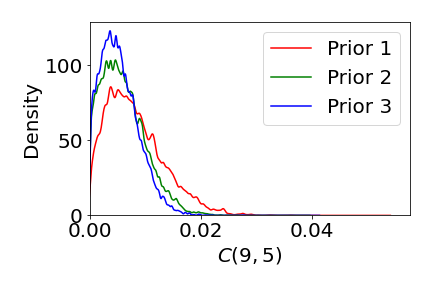 Prior 1
Prior 2
Prior 3
Density
100
50
0
0.00 0.02 0.04
C(9, 5)